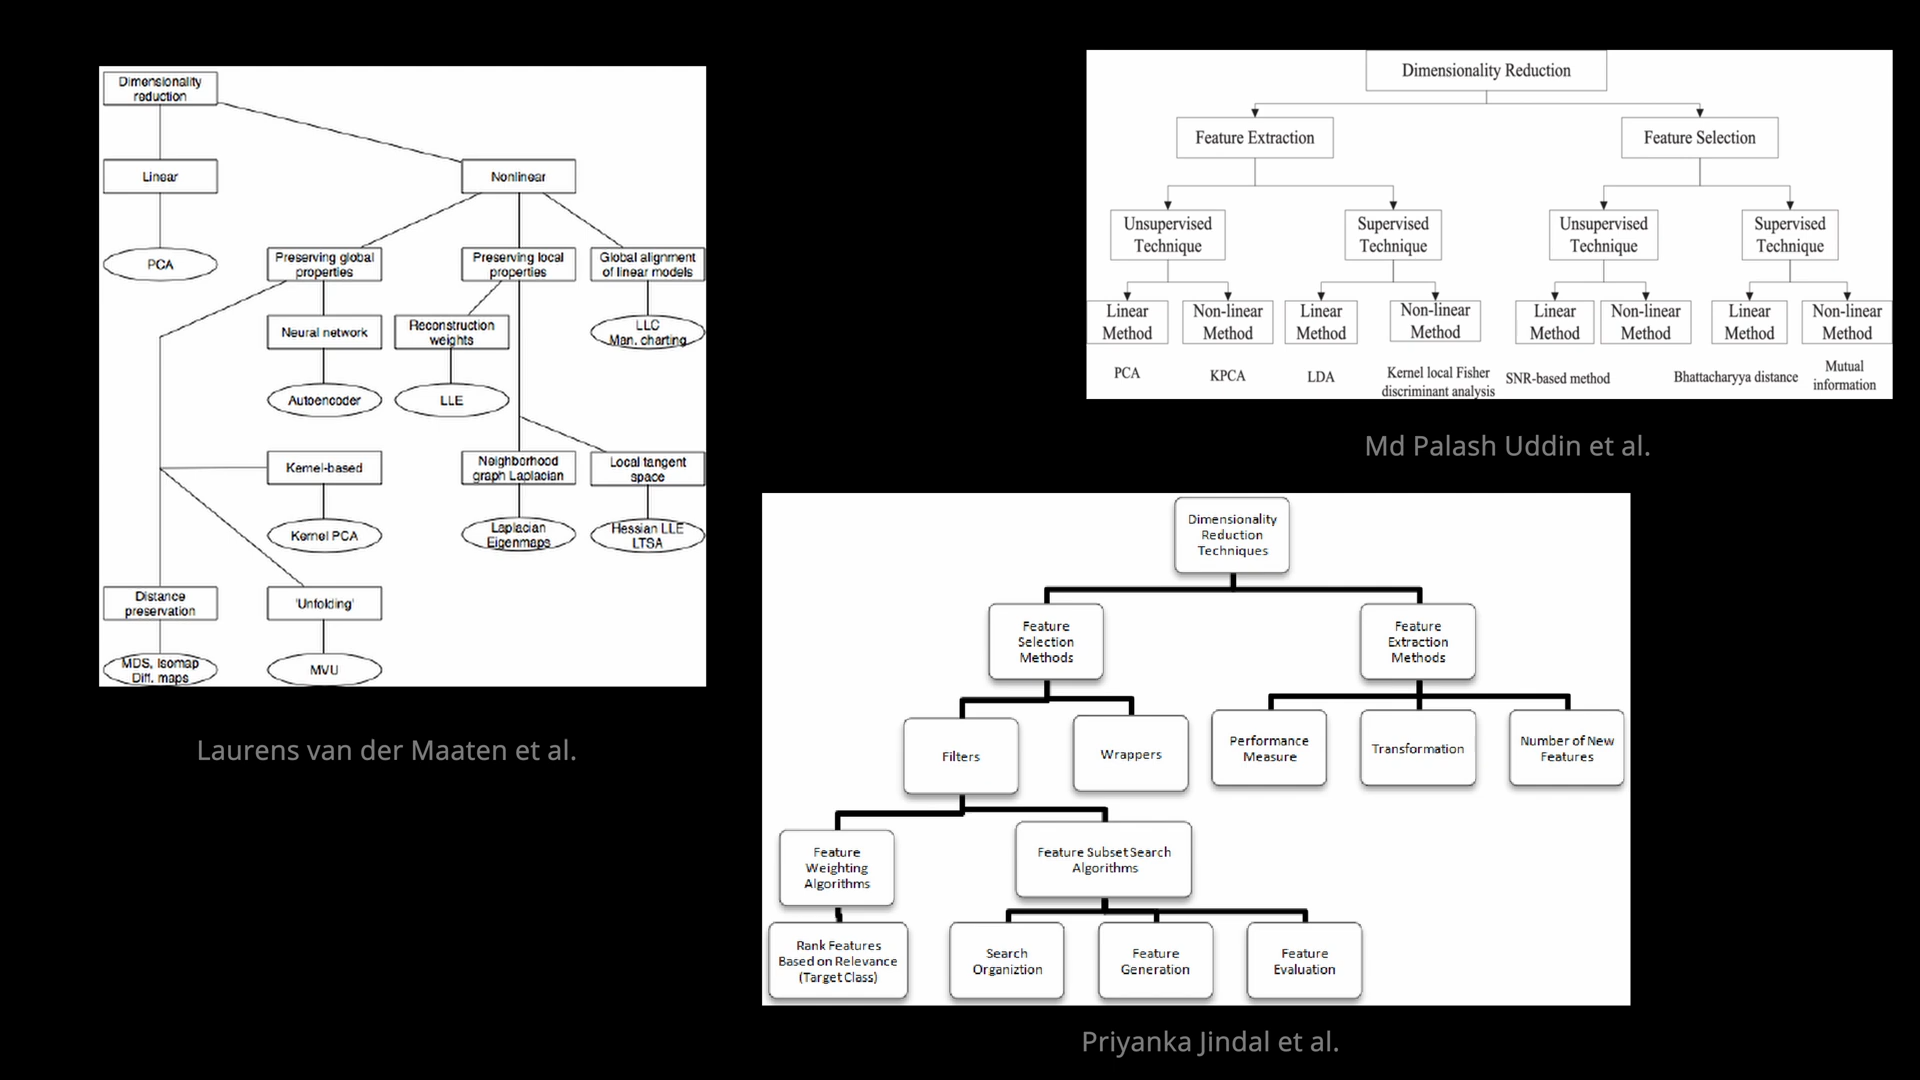 Dimensionality
reduction
Linear
Nonlinear
PCA
Preserving global
properties
Preserving local
properties
Global alignment
of linear models
Neural network
Reconstruction
weights
LLC
Man. charting
Autoencoder
LLE
Kernel-based
Neighborhood
graph Laplacian
Local tangent
space
Kernel PCA
Laplacian
Eigenmaps
Hessian LLE
LTSA
Distance
preservation
'Unfolding'
MDS, Isomap
Diff. maps
MVU
Laurens van der Maaten et al.
Dimensionality Reduction
Feature Extraction
Feature Selection
Unsupervised
Technique
Supervised
Technique
Unsupervised
Technique
Supervised
Technique
Linear
Method
Non-linear
Method
Linear
Method
Non-linear
Method
Linear
Method
Non-linear
Method
Linear
Method
Non-linear
Method
PCA
KPCA
LDA
Kernel local Fisher
discriminant analysis
SNR-based method
Bhattacharyya distance
Mutual
information
Md Palash Uddin et al.
Dimensionality
Reduction
Techniques
Feature
Selection
Methods
Feature
Extraction
Methods
Filters
Wrappers
Performance
Measure
Transformation
Number of New
Features
Feature
Weighting
Algorithms
Feature Subset Search
Algorithms
Rank Features
Based on Relevance
(Target Class)
Search
Organiztion
Feature
Generation
Feature
Evaluation
Priyanka Jindal et al.